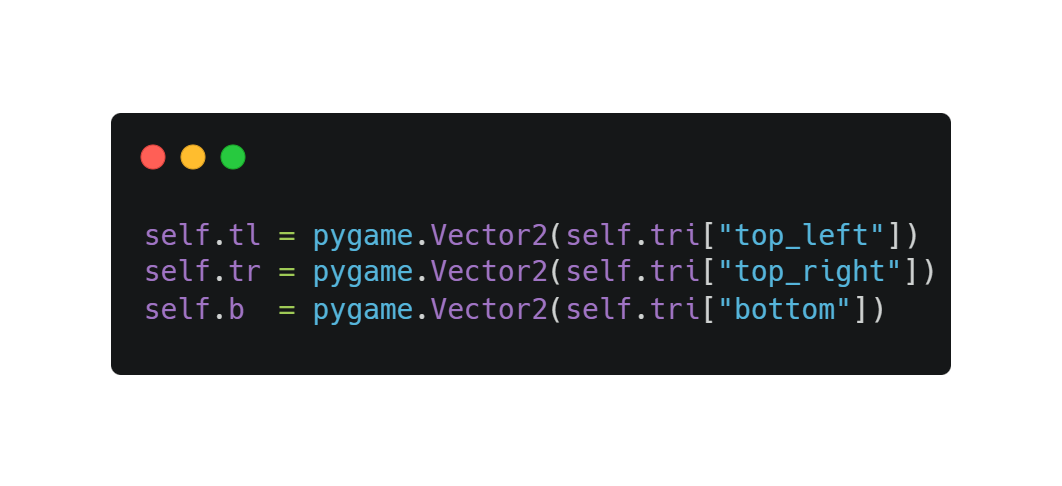 self.tl = pygame.Vector2(self.tri["top_left"])
self.tr = pygame.Vector2(self.tri["top_right"])
self.b  = pygame.Vector2(self.tri["bottom"])